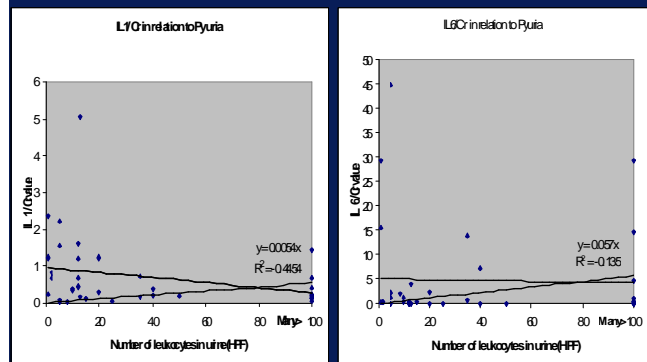 IL1/Cr in relation to Pyuria
6
5
4
3
2
1
0
IL 1/ Cr value
y = 0.0054x
R² = -0.4454
Many>
0 20 40 60 80 100
Number of leukocytes in urine (HPF)
IL6/Cr in relation to Pyuria
50
45
40
35
30
25
20
15
10
5
0
IL 6/ Cr value
y = 0.057x
R² = -0.135
Many>
0 20 40 60 80 100
Number of leukocytes in urine (HPF)